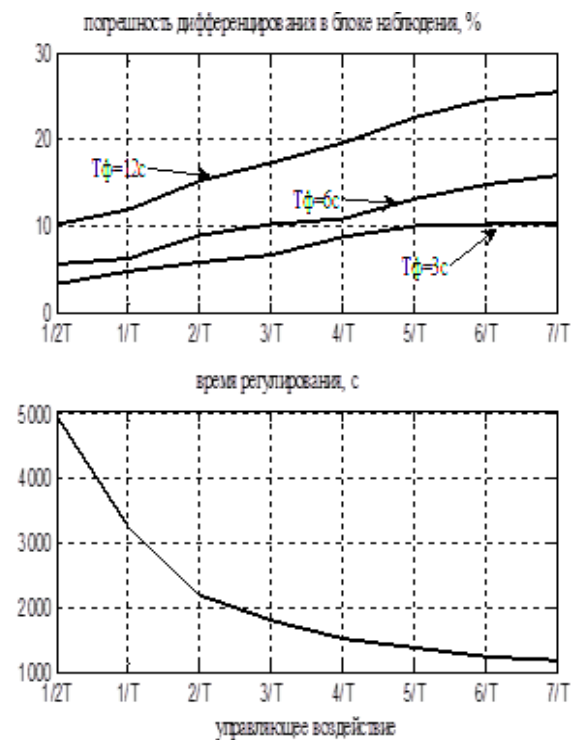 погрешность дифференцирования в блоке наблюдения, %
30
20
10
0
Тф=12с
Тф=6с
Тф=3с
1/2T 1/T 2/T 3/T 4/T 5/T 6/T 7/T
время регулирования, с
5000
4000
3000
2000
1000
1/2T 1/T 2/T 3/T 4/T 5/T 6/T 7/T
управляющее воздействие